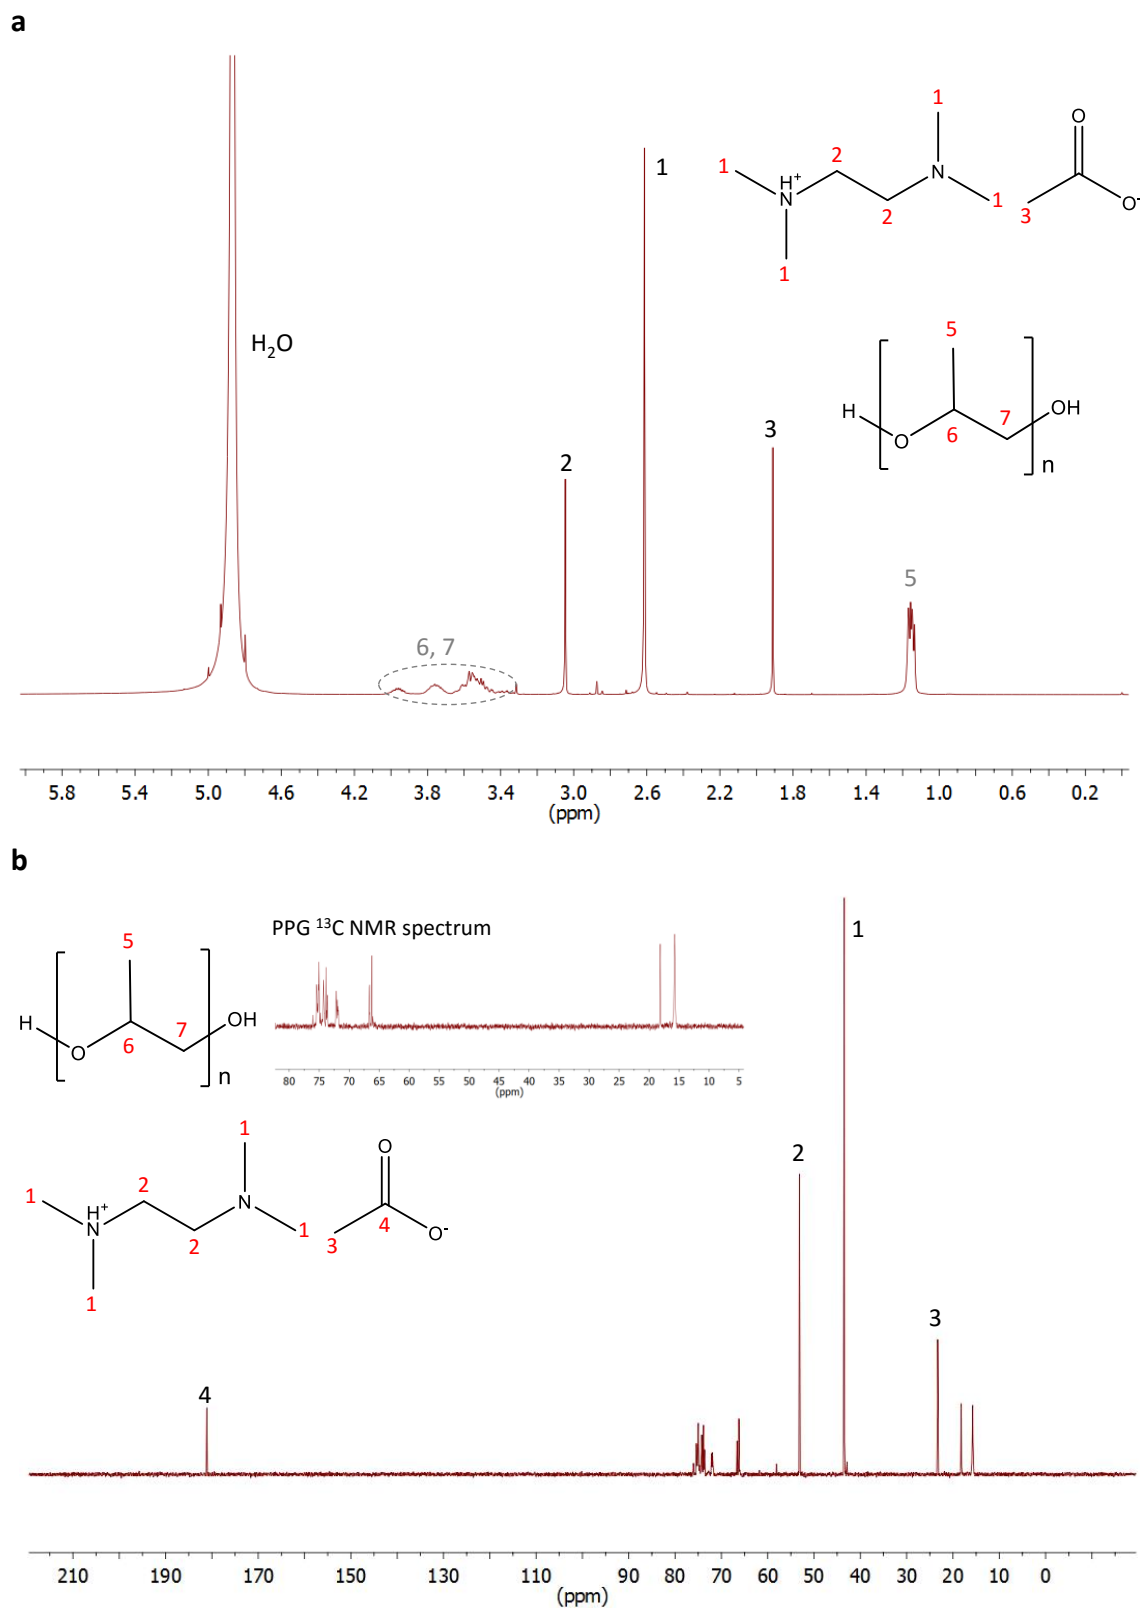 a
1
1
H+
N
2
2
N
1
1
O
3
O-
1
H2O
2
3
5
H
O
6
7
OH
n
6, 7
5
5.8 5.4 5.0 4.6 4.2 3.8 3.4 3.0 2.6 2.2 1.8 1.4 1.0 0.6 0.2
(ppm)
b
5
H
O
6
7
OH
n
PPG 13C NMR spectrum
80 75 70 65 60 55 50 45 40 35 30 25 20 15 10 5
(ppm)
1
1
H+
N
1
2
2
N
1
1
O
4
3
O-
2
3
4
210 190 170 150 130 110 90 80 70 60 50 40 30 20 10 0
(ppm)